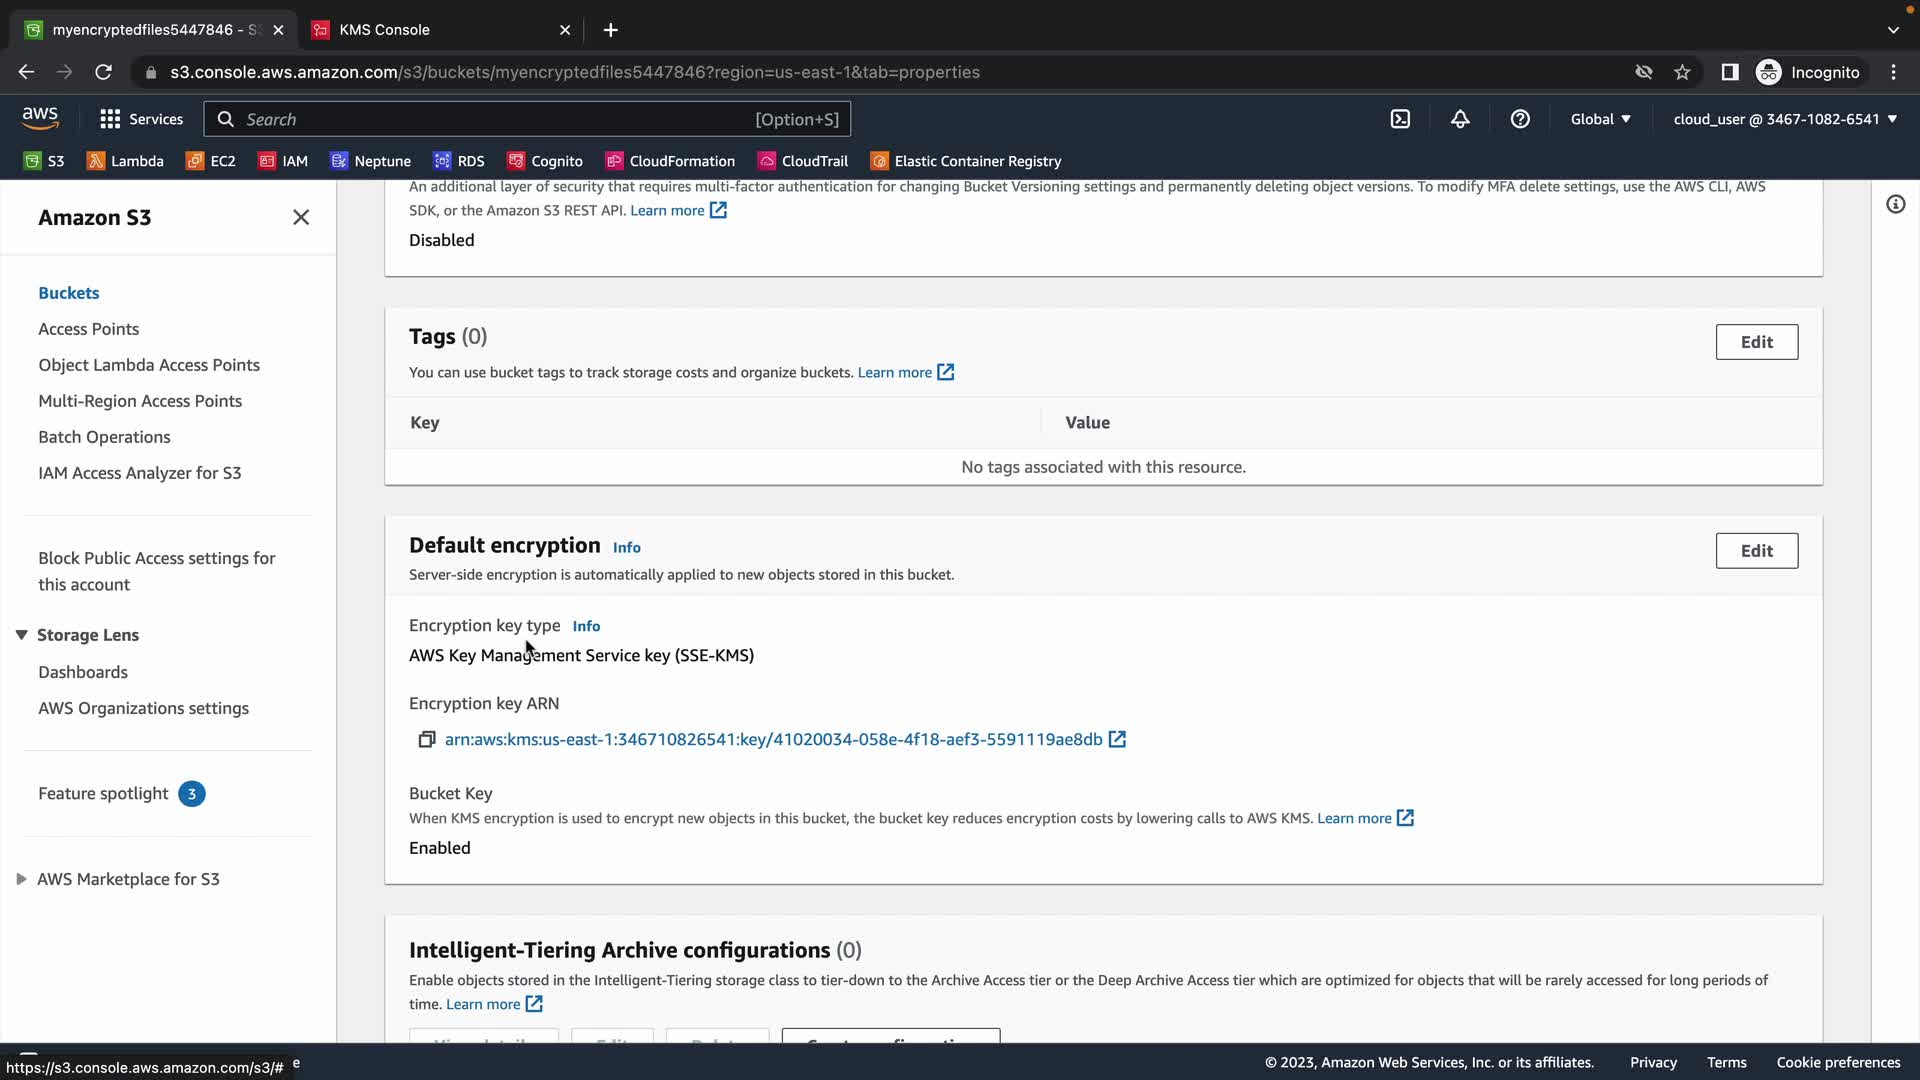 myencryptedfiles5447846 - S
KMS Console
s3.console.aws.amazon.com/s3/buckets/myencryptedfiles5447846?region=us-east-1&tab=properties
Incognito
aws
Services
Search
[Option+S]
Global
cloud_user @ 3467-1082-6541
S3
Lambda
EC2
IAM
Neptune
RDS
Cognito
CloudFormation
CloudTrail
Elastic Container Registry
Amazon S3
Buckets
Access Points
Object Lambda Access Points
Multi-Region Access Points
Batch Operations
IAM Access Analyzer for S3
Block Public Access settings for
this account
Storage Lens
Dashboards
AWS Organizations settings
Feature spotlight 3
AWS Marketplace for S3
An additional layer of security that requires multi-factor authentication for changing Bucket Versioning settings and permanently deleting object versions. To modify MFA delete settings, use the AWS CLI, AWS
SDK, or the Amazon S3 REST API. Learn more
Disabled
Tags (0)
Edit
You can use bucket tags to track storage costs and organize buckets. Learn more
Key
Value
No tags associated with this resource.
Default encryption Info
Edit
Server-side encryption is automatically applied to new objects stored in this bucket.
Encryption key type Info
AWS Key Management Service key (SSE-KMS)
Encryption key ARN
arn:aws:kms:us-east-1:346710826541:key/41020034-058e-4f18-aef3-5591119ae8db
Bucket Key
When KMS encryption is used to encrypt new objects in this bucket, the bucket key reduces encryption costs by lowering calls to AWS KMS. Learn more
Enabled
Intelligent-Tiering Archive configurations (0)
Enable objects stored in the Intelligent-Tiering storage class to tier-down to the Archive Access tier or the Deep Archive Access tier which are optimized for objects that will be rarely accessed for long periods of
time. Learn more
https://s3.console.aws.amazon.com/s3/#
© 2023, Amazon Web Services, Inc. or its affiliates.
Privacy
Terms
Cookie preferences